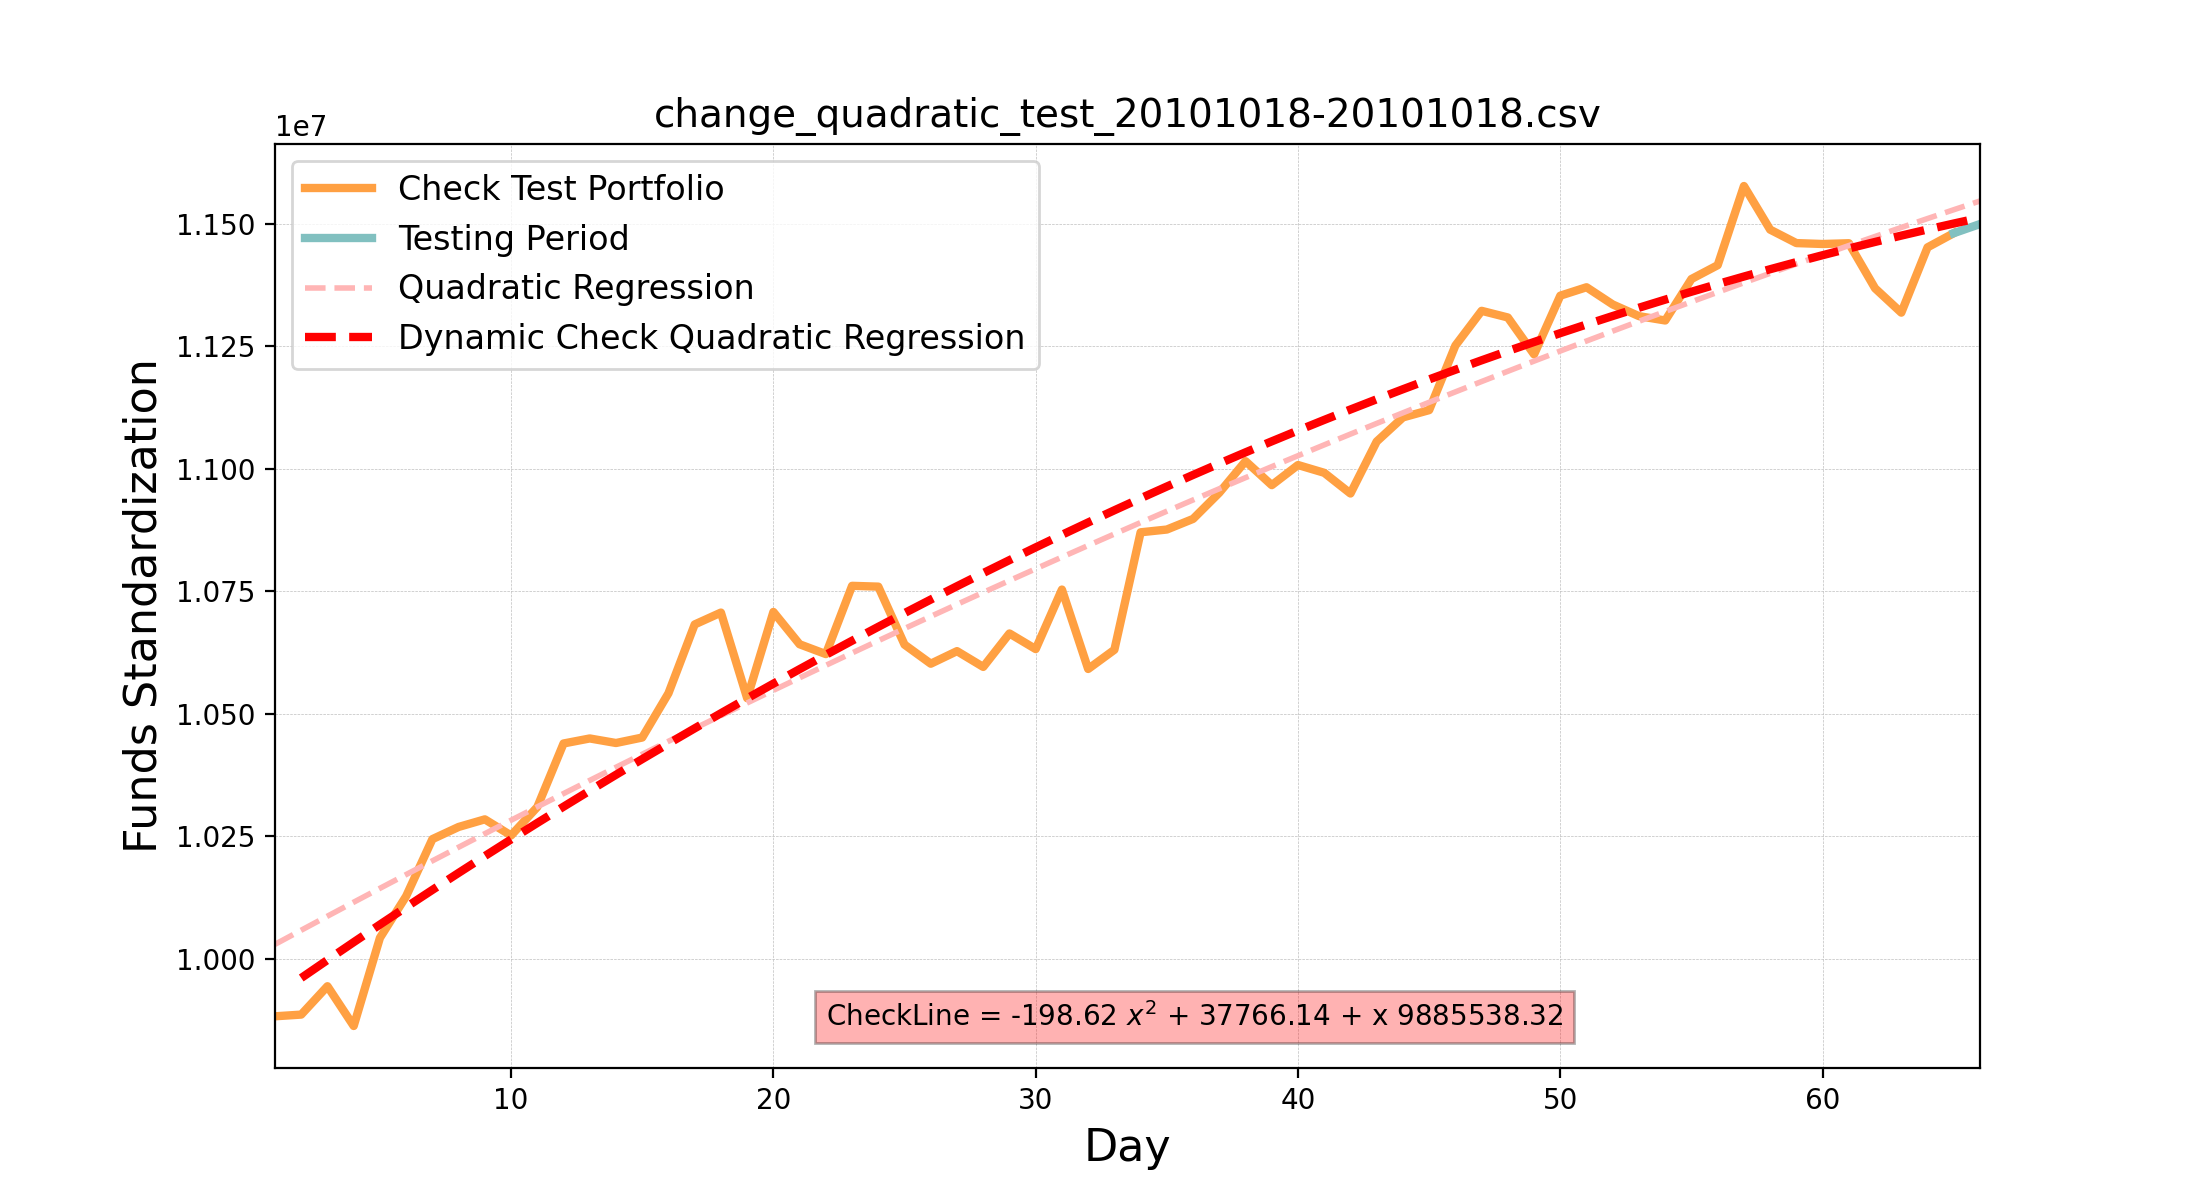 change_quadratic_test_20101018-20101018.csv
1e7
Check Test Portfolio
Testing Period
Quadratic Regression
Dynamic Check Quadratic Regression
1.150
1.125
1.100
1.075
1.050
1.025
1.000
Funds Standardization
CheckLine = -198.62 x² + 37766.14 + x 9885538.32
10 20 30 40 50 60
Day